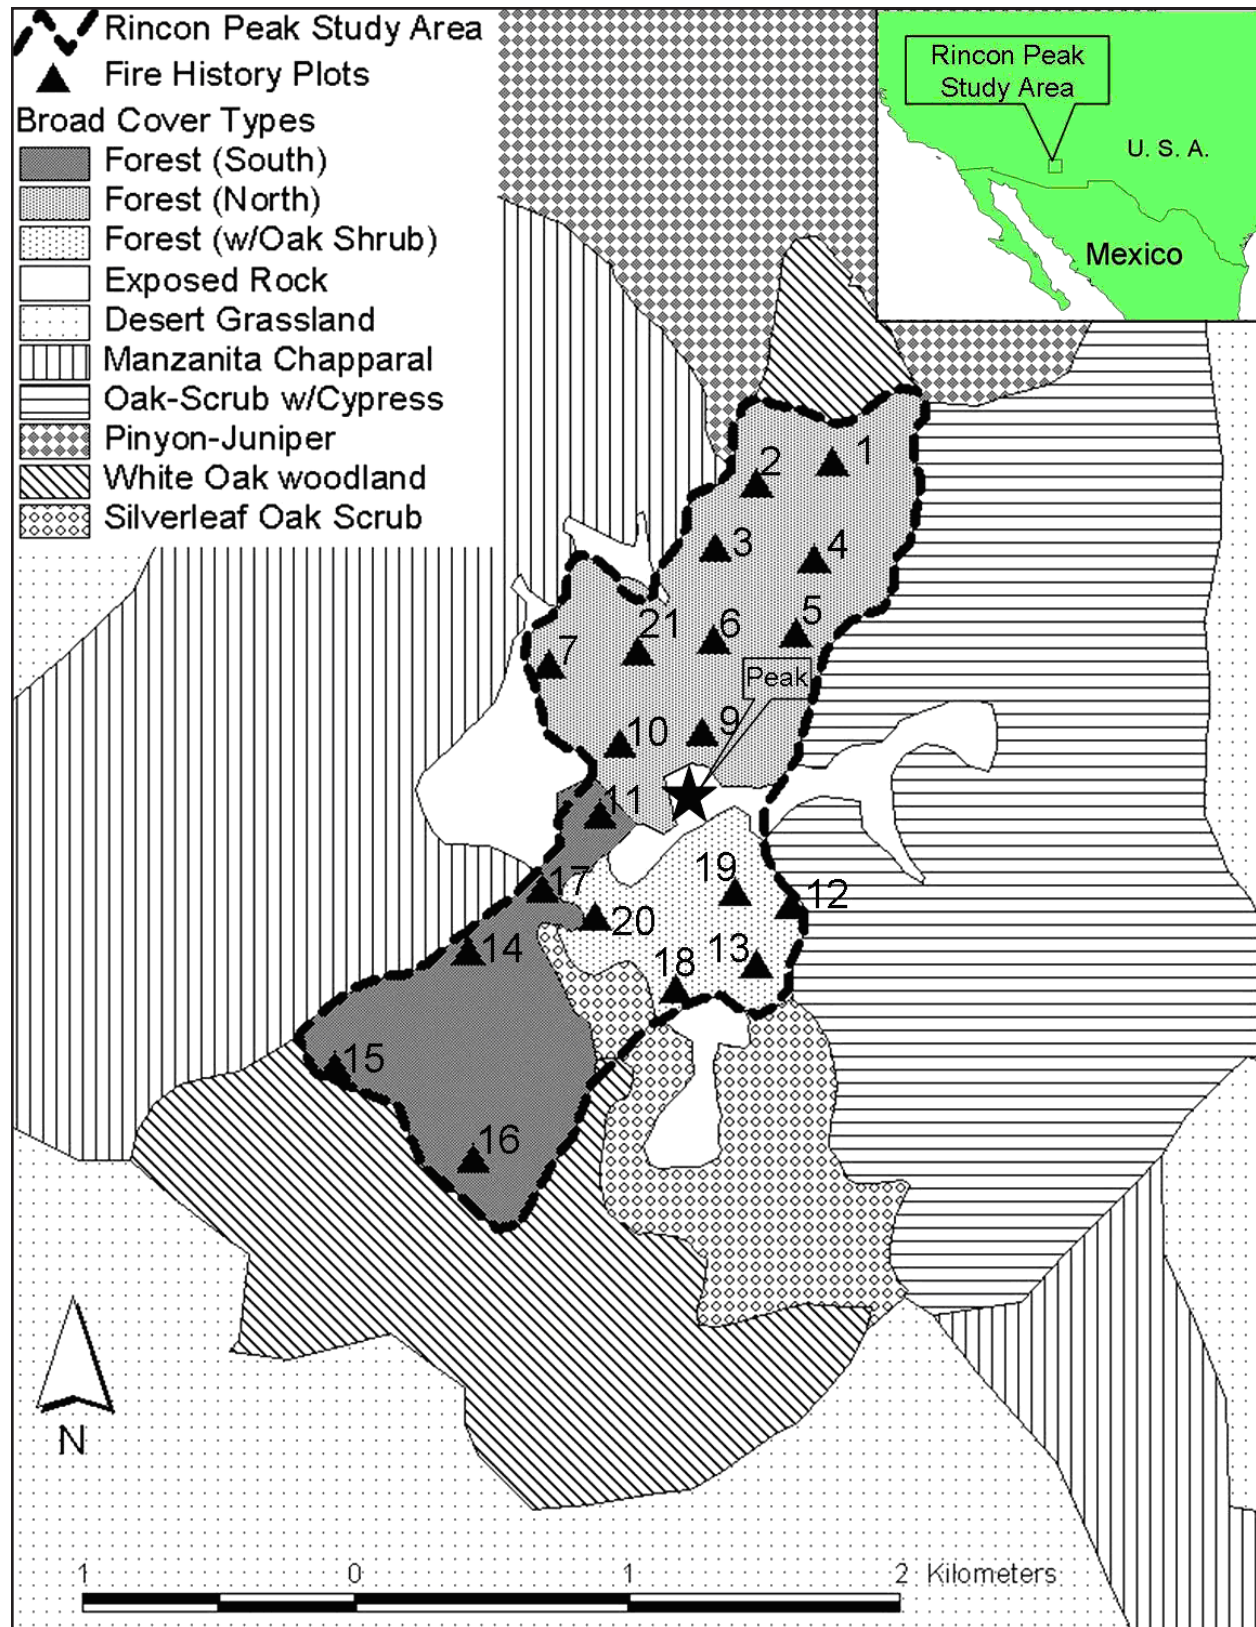 Rincon Peak Study Area
Fire History Plots
Broad Cover Types
Forest (South)
Forest (North)
Forest (w/Oak Shrub)
Exposed Rock
Desert Grassland
Manzanita Chapparal
Oak-Scrub w/Cypress
Pinyon-Juniper
White Oak woodland
Silverleaf Oak Scrub
Rincon Peak
Study Area
U. S. A.
Mexico
1
2
3
4
5
6
21
7
Peak
9
10
11
19
12
17
20
13
18
14
15
16
N
1 0 1 2 Kilometers